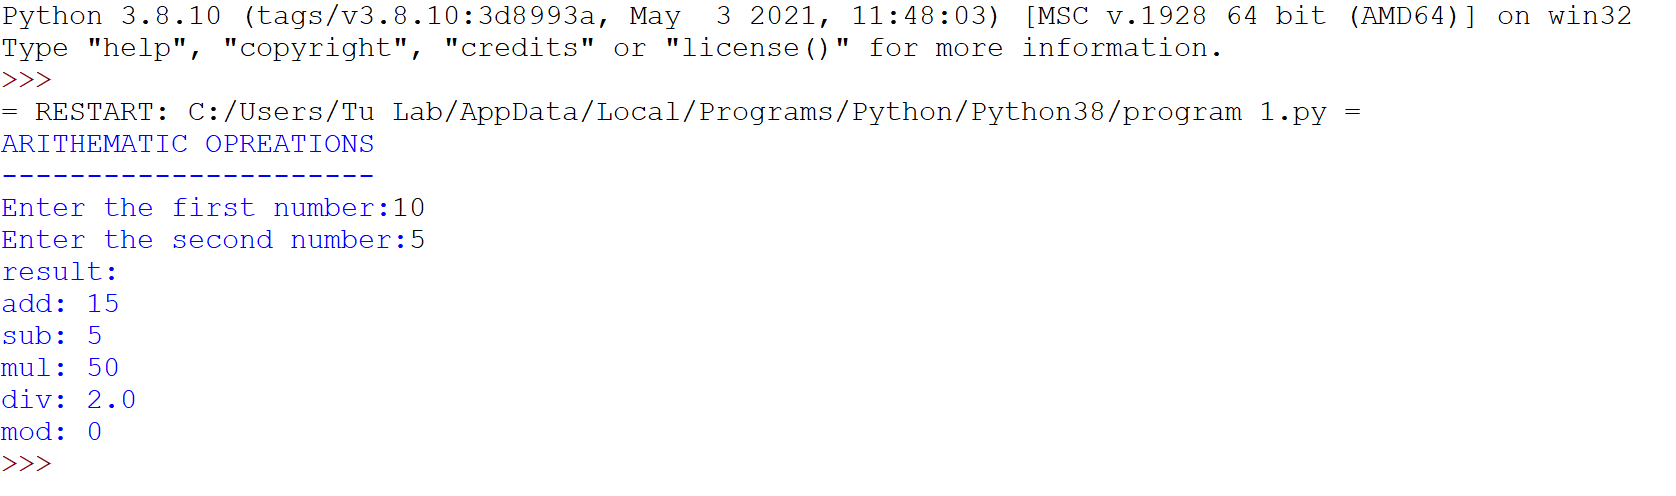 Python 3.8.10 (tags/v3.8.10:3d8993a, May  3 2021, 11:48:03) [MSC v.1928 64 bit (AMD64)] on win32
Type "help", "copyright", "credits" or "license()" for more information.
>>>
= RESTART: C:/Users/Tu Lab/AppData/Local/Programs/Python/Python38/program 1.py =
ARITHEMATIC OPREATIONS
----------------------
Enter the first number:10
Enter the second number:5
result:
add: 15
sub: 5
mul: 50
div: 2.0
mod: 0
>>>